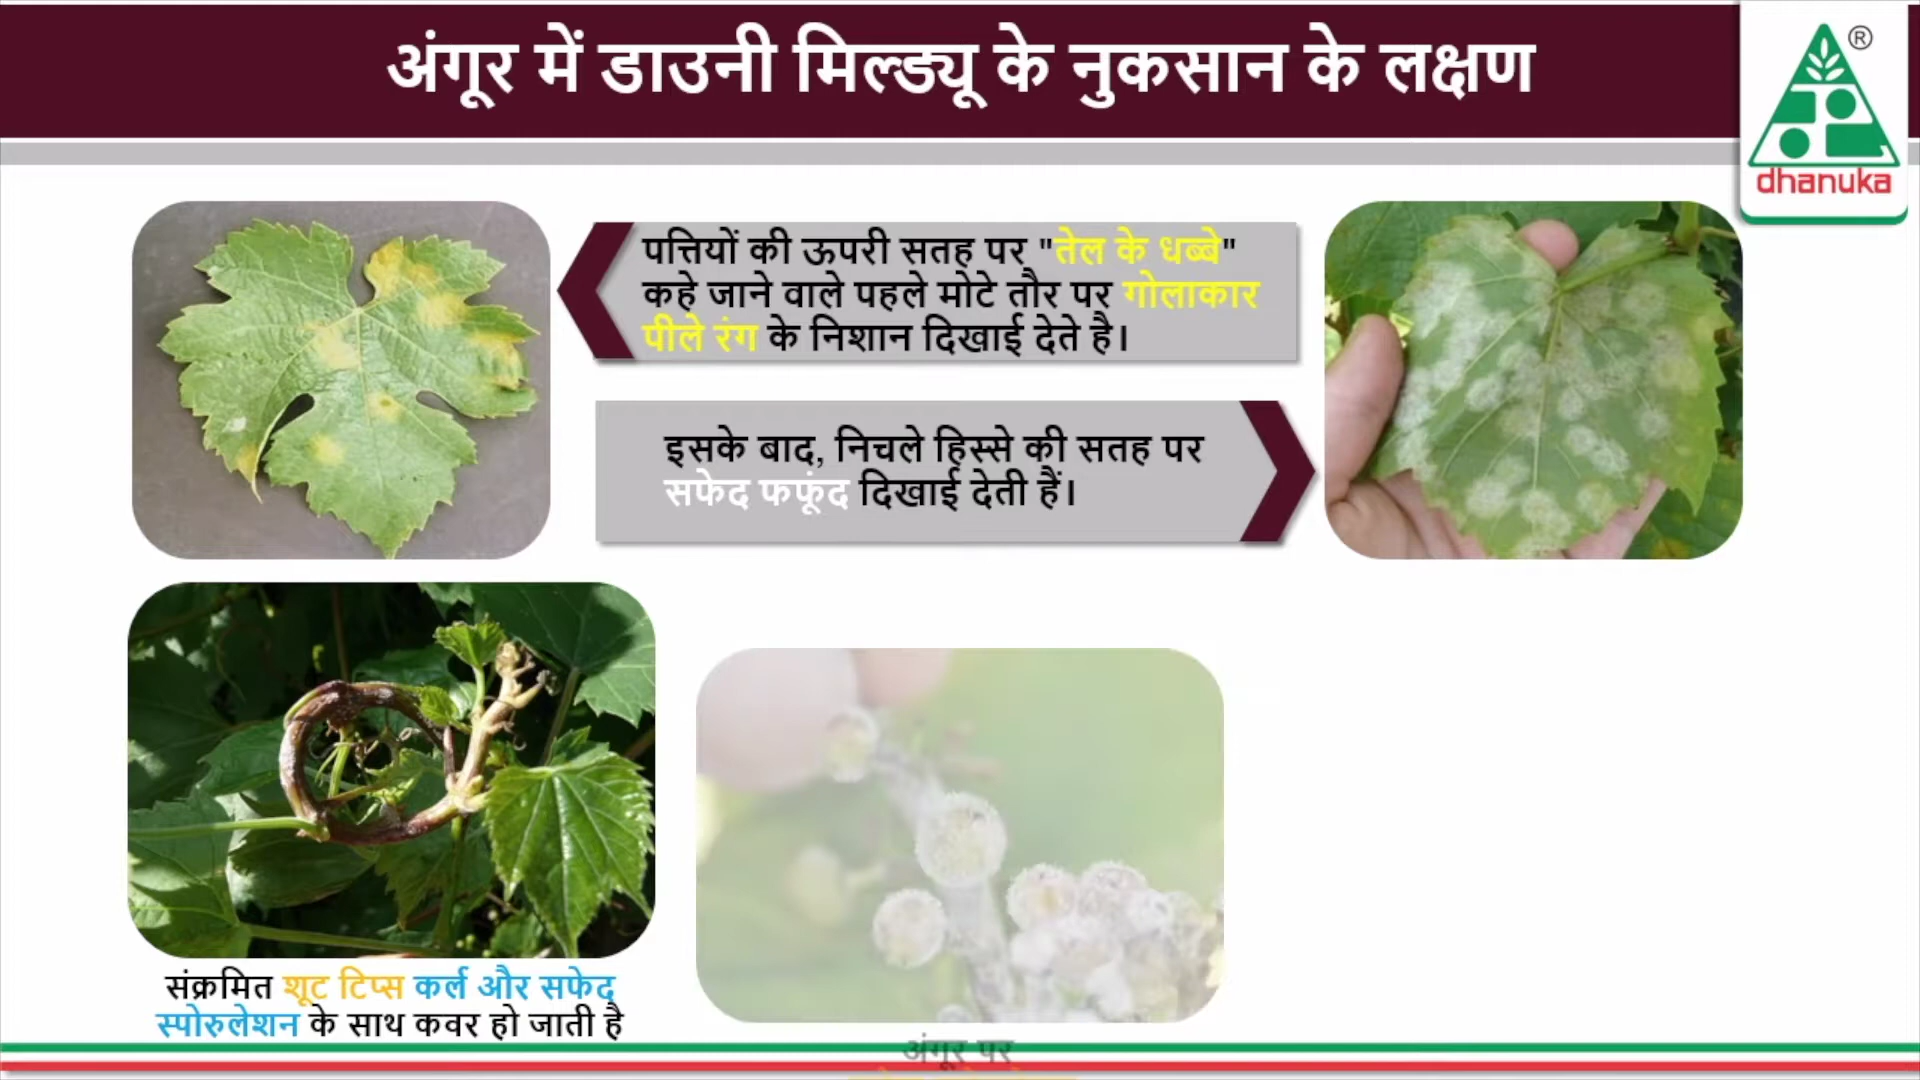 अंगूर में डाउनी मिल्ड्यू के नुकसान के लक्षण
®
dhanuka
पत्तियों की ऊपरी सतह पर "तेल के धब्बे"
कहे जाने वाले पहले मोटे तौर पर गोलाकार
पीले रंग के निशान दिखाई देते है।
इसके बाद, निचले हिस्से की सतह पर
सफेद फफूंद दिखाई देती हैं।
संक्रमित शूट टिप्स कर्ल और सफेद
स्पोरुलेशन के साथ कवर हो जाती है
अंगूर पर